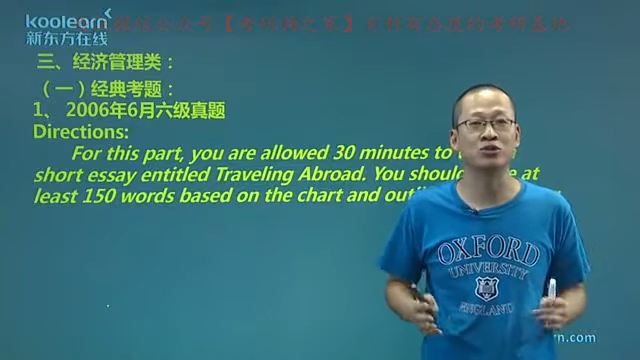 koolearn
新东方在线
三、经济管理类：
（一）经典考题：
1、 2006年6月六级真题
Directions:
For this part, you are allowed 30 minutes to
short essay entitled Traveling Abroad. You should at
least 150 words based on the chart and
OXFORD
UNIVERSITY
ENGLAND
rn.com